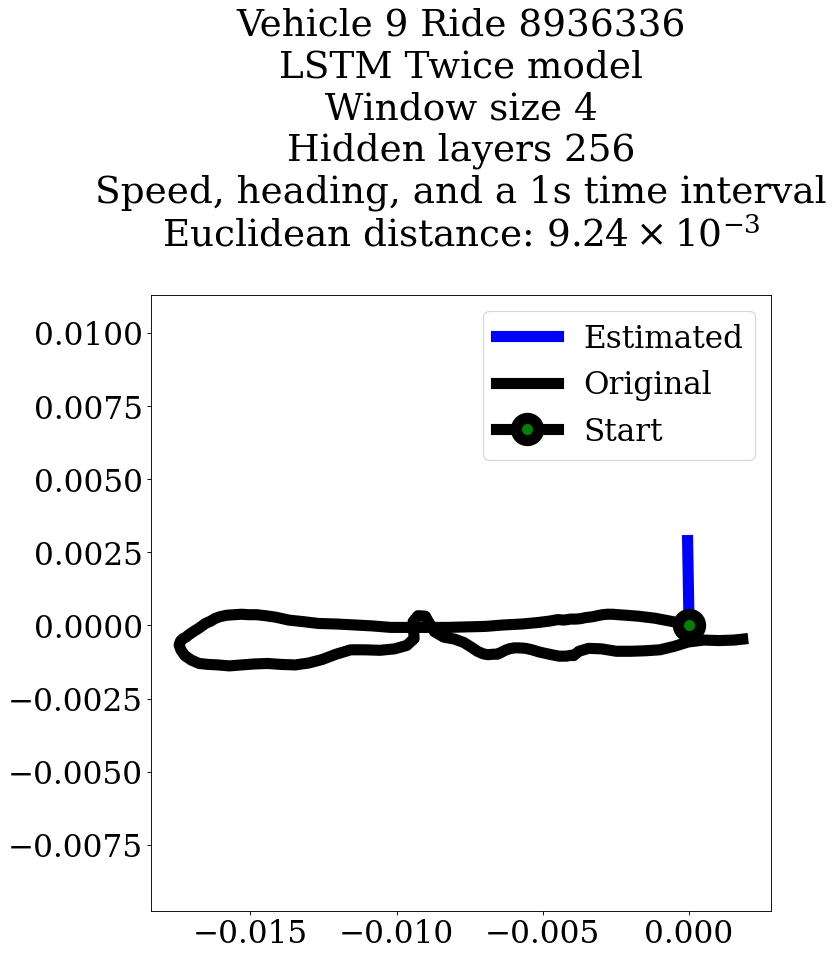 Vehicle 9 Ride 8936336
LSTM Twice model
Window size 4
Hidden layers 256
Speed, heading, and a 1s time interval
Euclidean distance: 9.24 × 10⁻³
Estimated
Original
Start
0.0100
0.0075
0.0050
0.0025
0.0000
−0.0025
−0.0050
−0.0075
−0.015 −0.010 −0.005 0.000